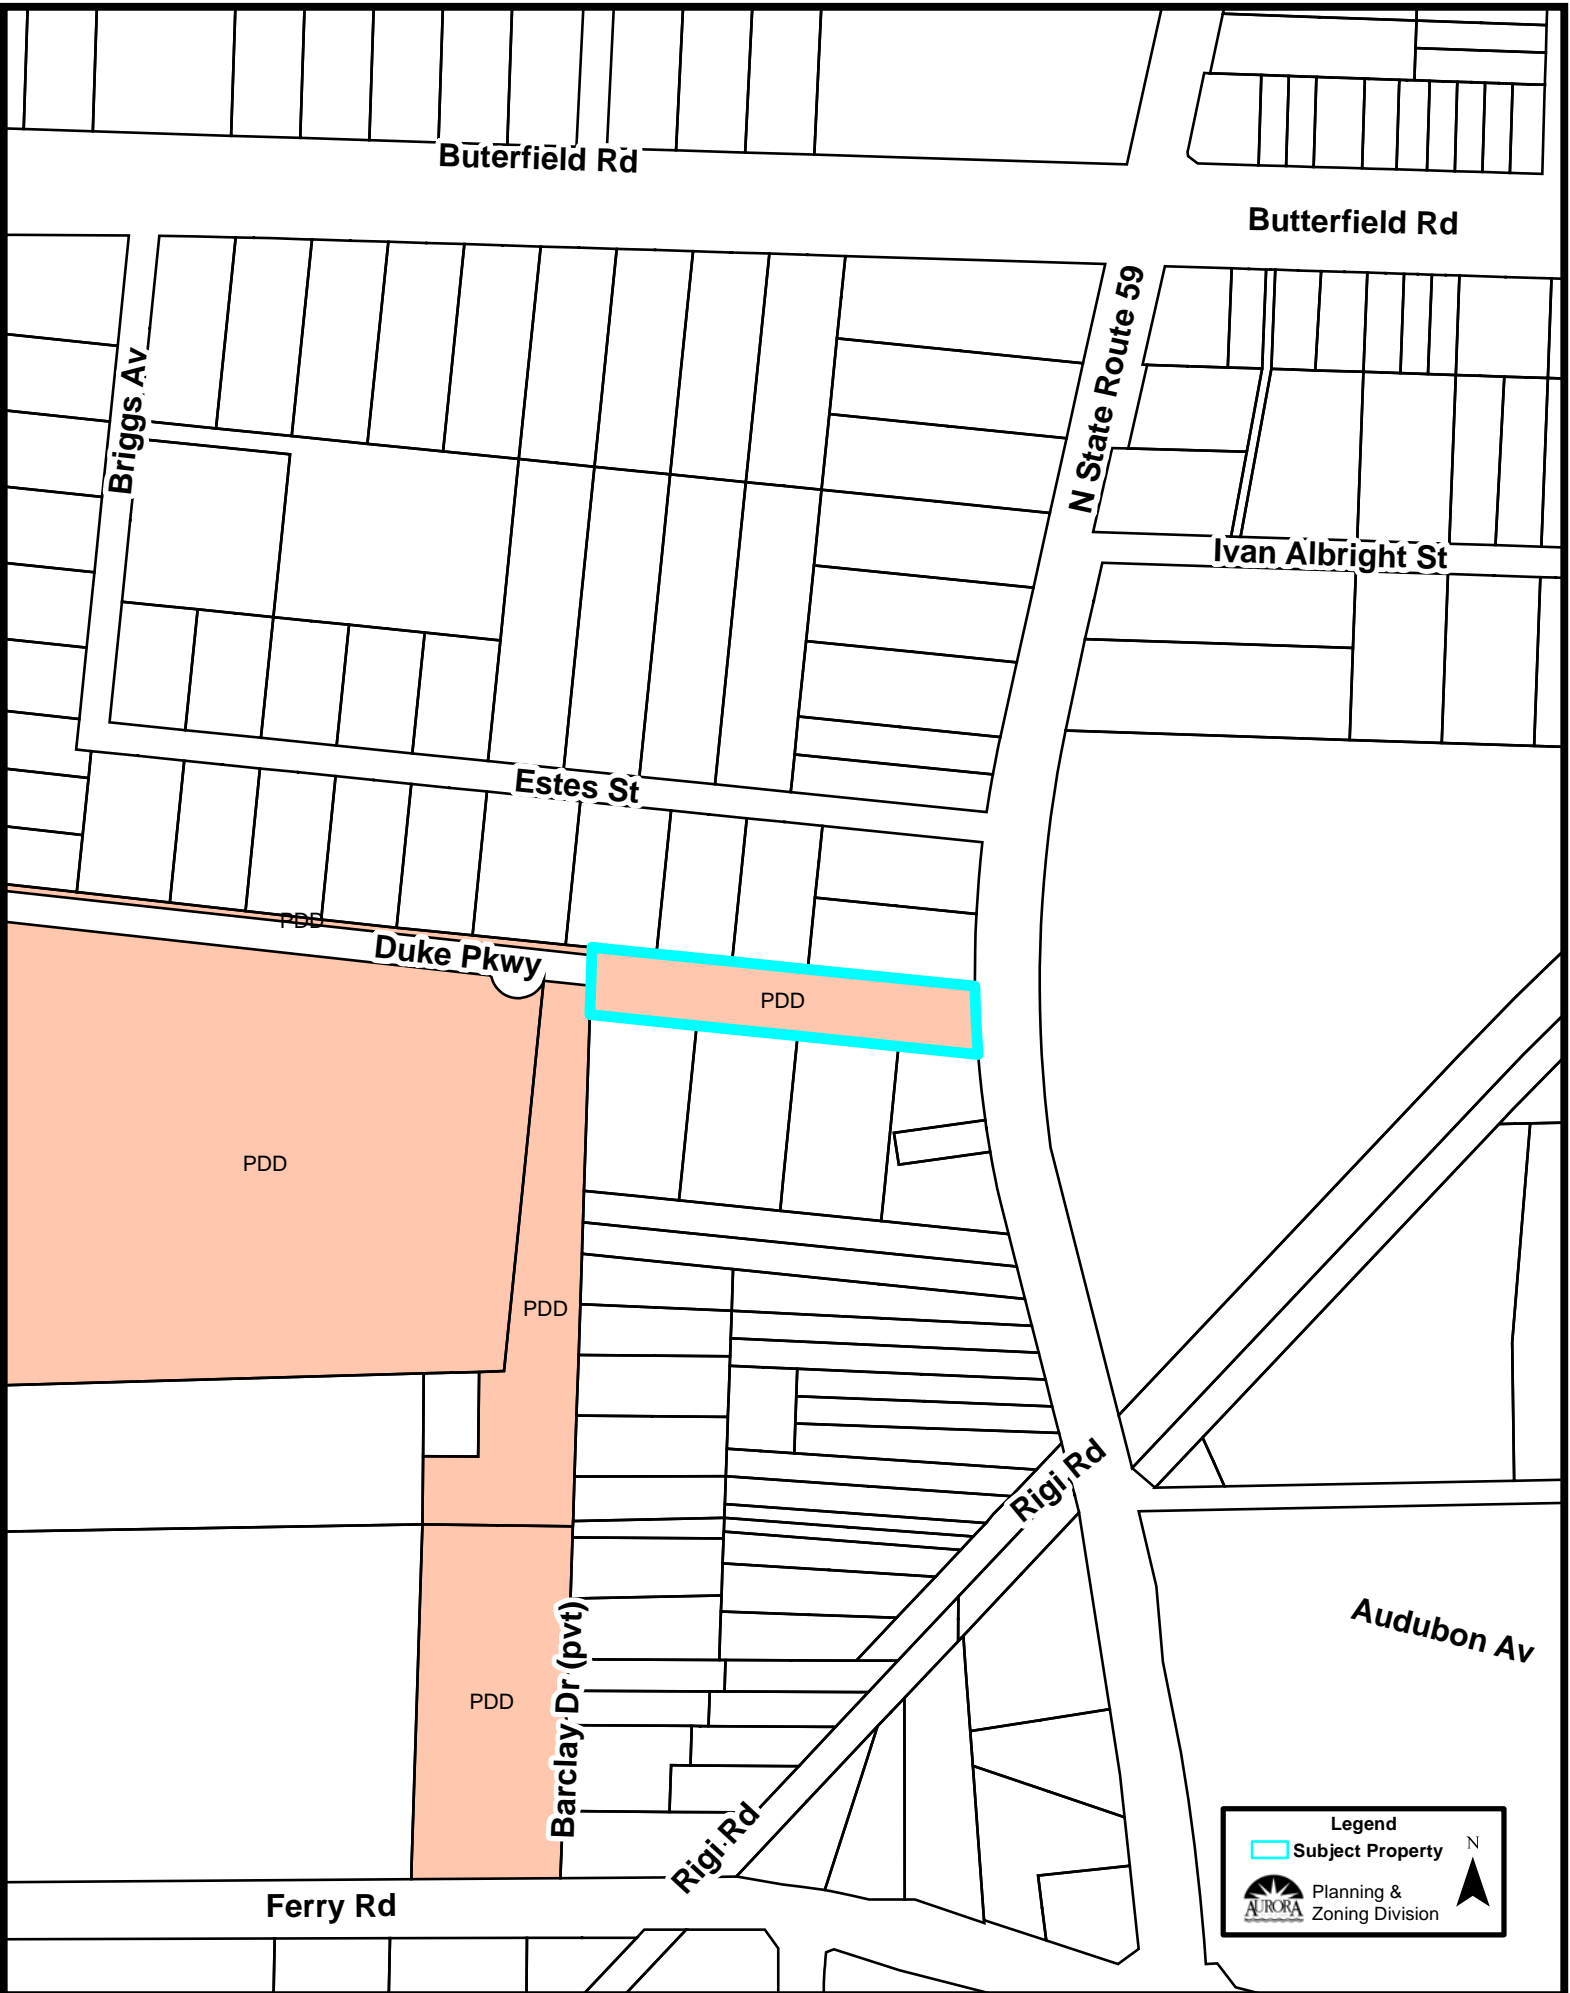 Buterfield Rd
Butterfield Rd
N State Route 59
Briggs Av
Ivan Albright St
Estes St
PDD
Duke Pkwy
PDD
PDD
PDD
Rigi Rd
Audubon Av
Barclay Dr (pvt)
PDD
Rigi Rd
Ferry Rd
Legend
Subject Property
N
AURORA
Planning &
Zoning Division